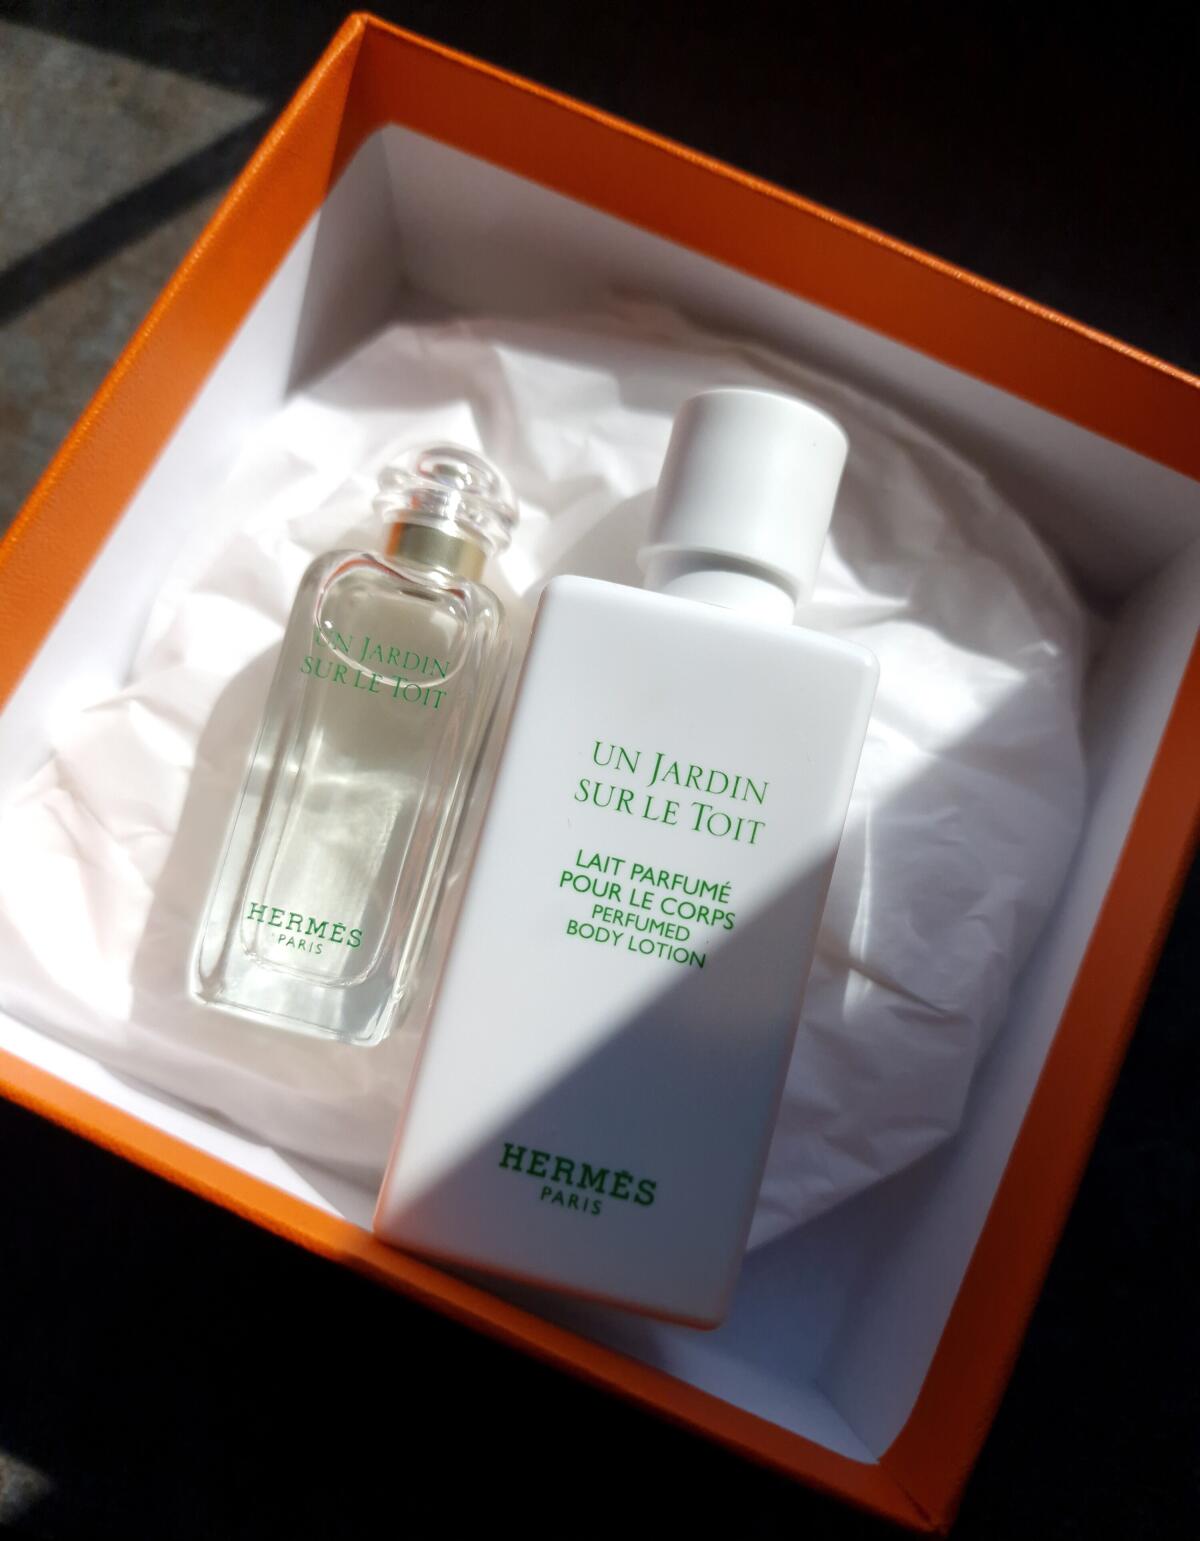 UN JARDIN
SUR LE TOIT
HERMÈS
PARIS
UN JARDIN
SUR LE TOIT
LAIT PARFUMÉ
POUR LE CORPS
PERFUMED
BODY LOTION
HERMÈS
PARIS